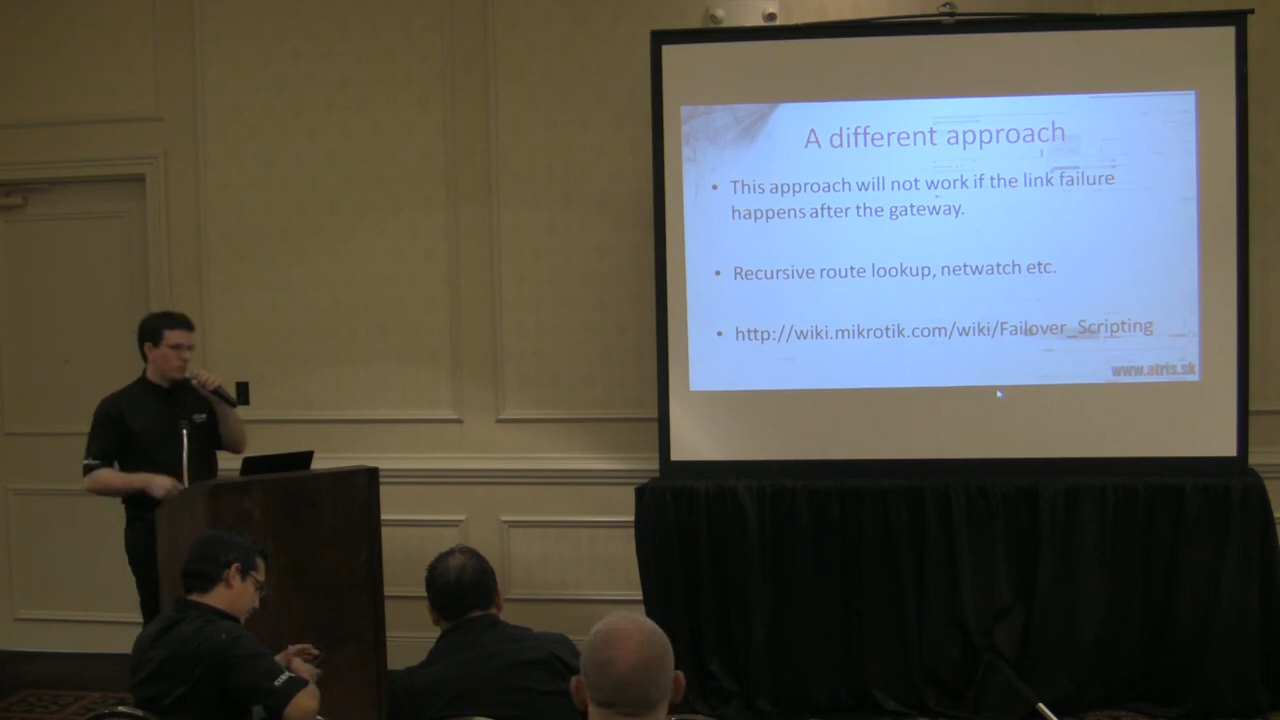 A different approach
• This approach will not work if the link failure
happens after the gateway.
• Recursive route lookup, netwatch etc.
• http://wiki.mikrotik.com/wiki/Failover_Scripting
www.atris.sk